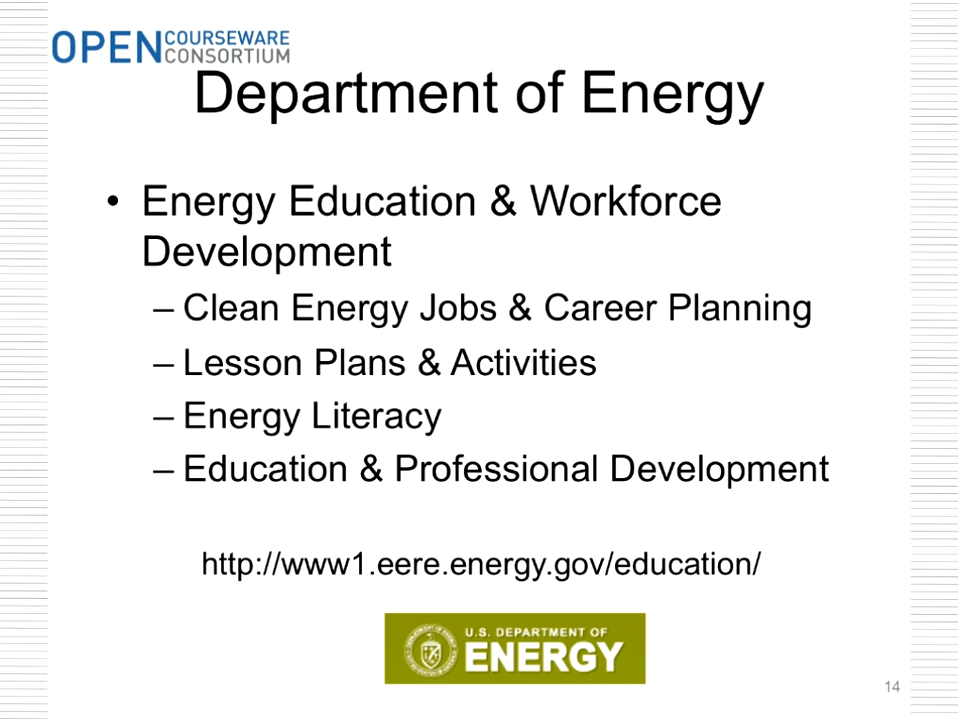 OPEN COURSEWARE CONSORTIUM
Department of Energy
• Energy Education & Workforce
Development
– Clean Energy Jobs & Career Planning
– Lesson Plans & Activities
– Energy Literacy
– Education & Professional Development
http://www1.eere.energy.gov/education/
U.S. DEPARTMENT OF
ENERGY
14